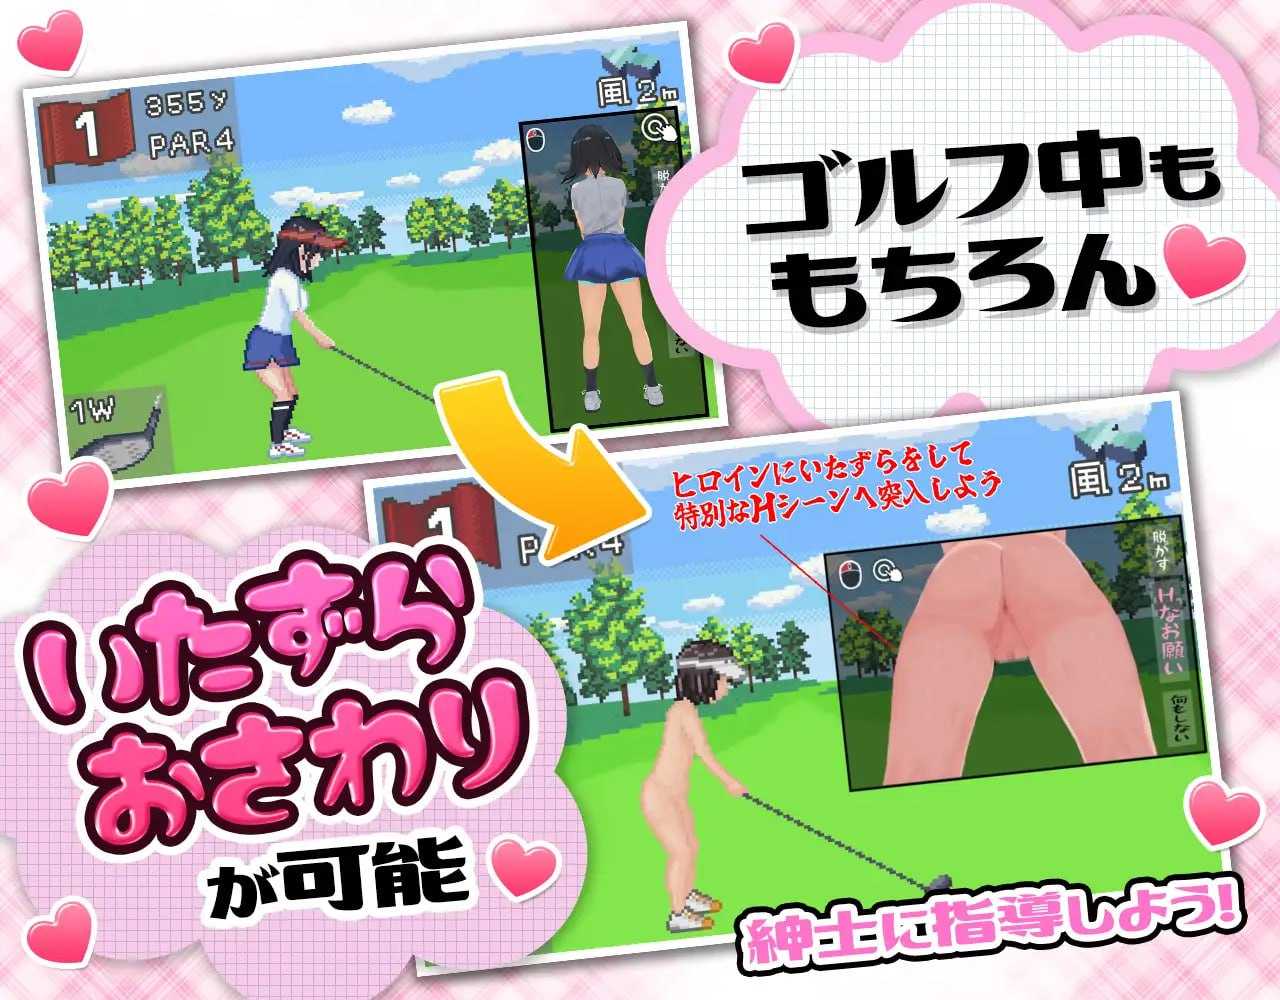 1
355y
PAR4
風2m
1W
ゴルフ中も
もちろん
1
風2m
ヒロインにいたずらをして
特別なHシーンへ突入しよう
脱がす
Hなお願い
何もしない
いたずら
おさわり
が可能
紳士に指導しよう!